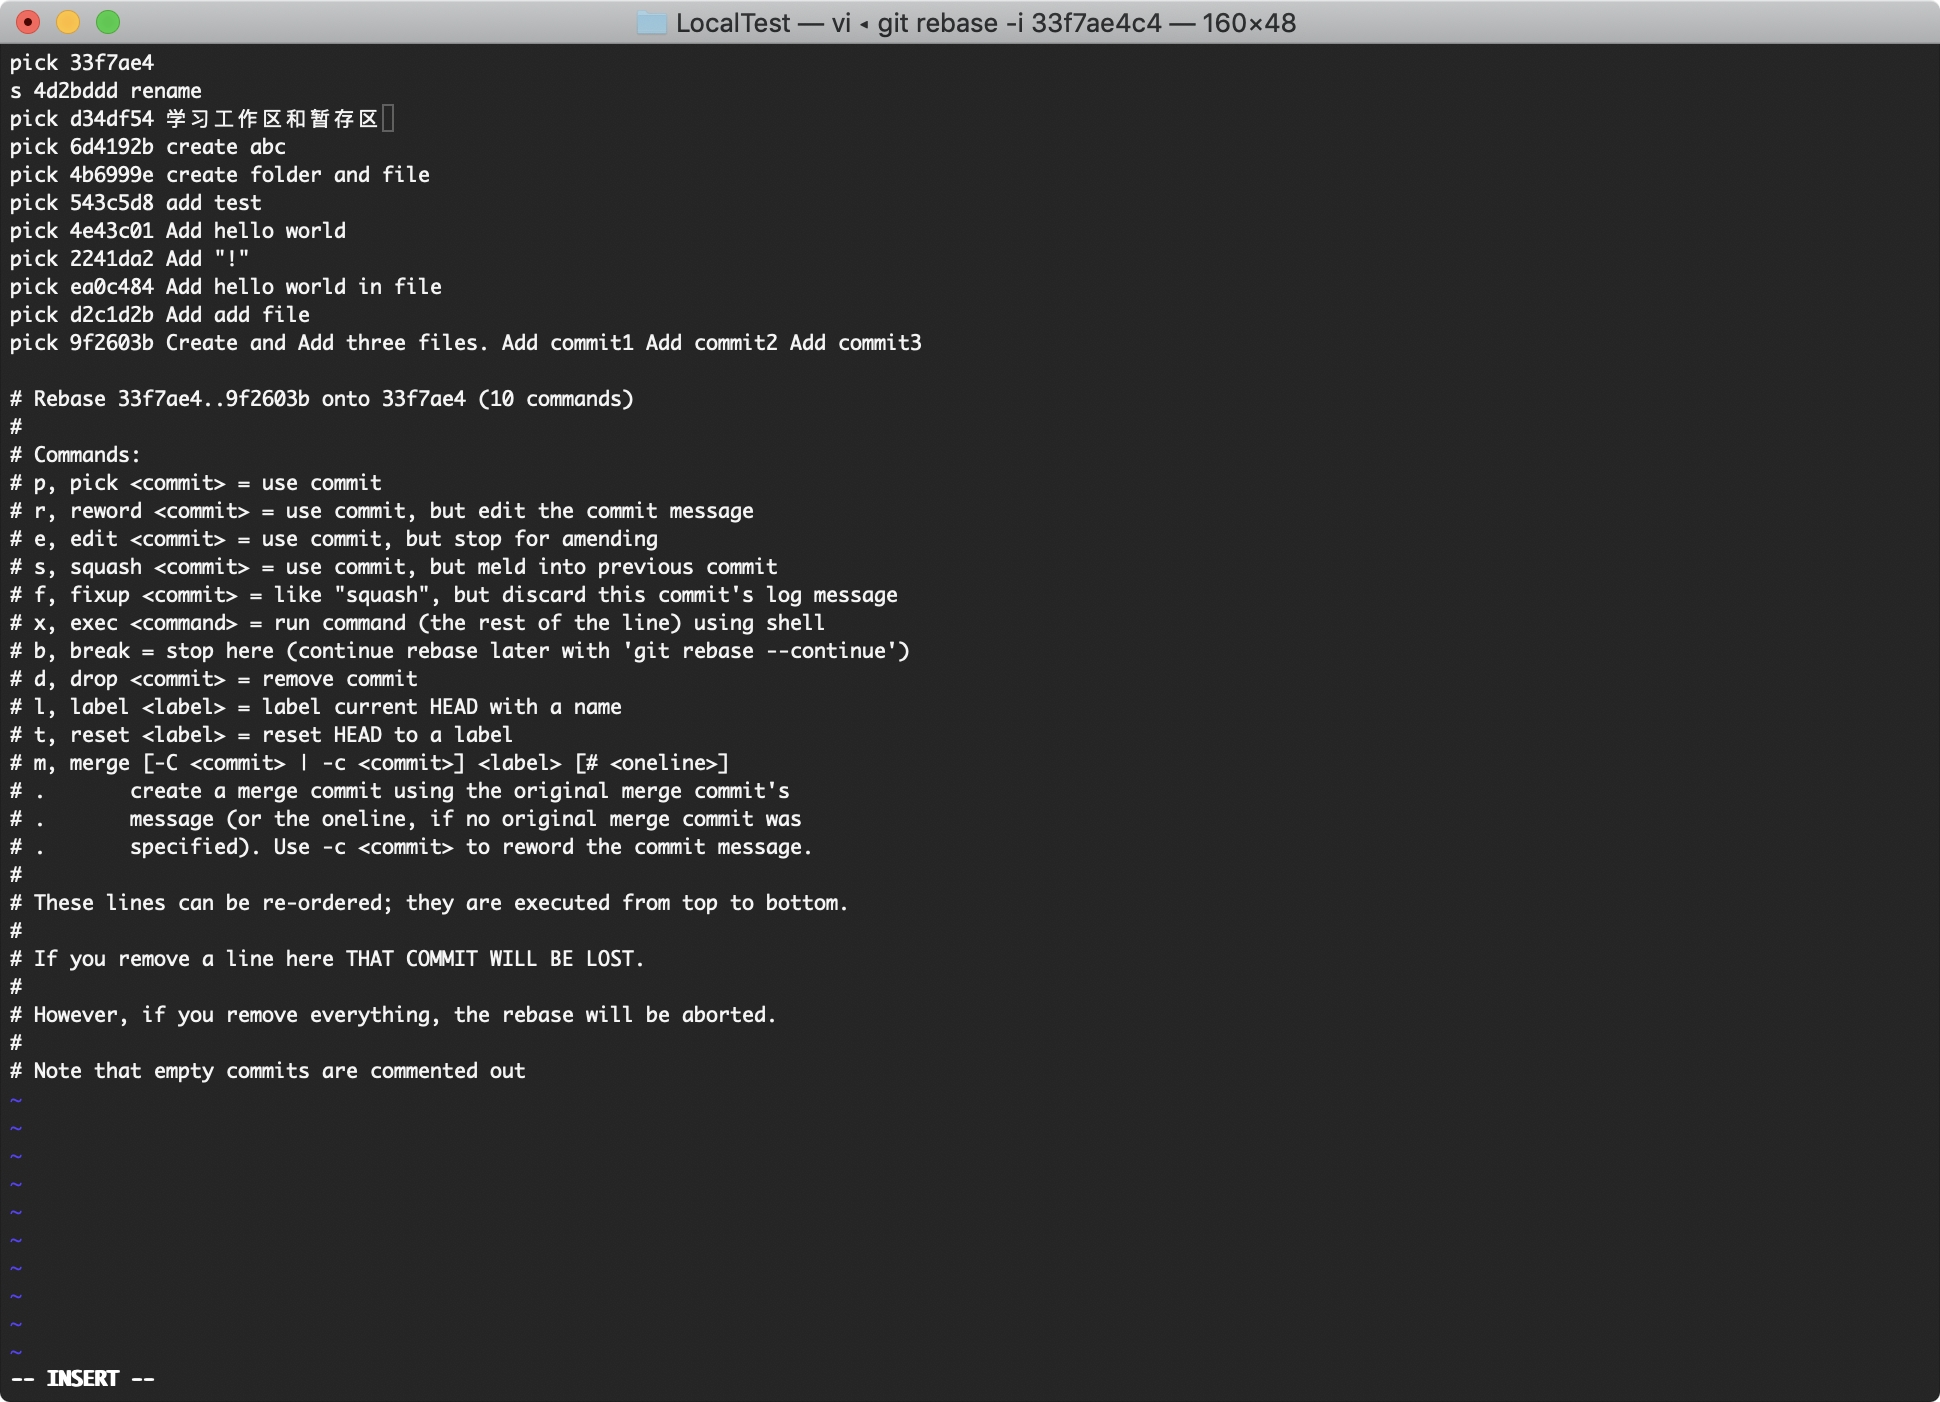 LocalTest — vi ◂ git rebase -i 33f7ae4c4 — 160×48
pick 33f7ae4
s 4d2bddd rename
pick d34df54 学习工作区和暂存区
pick 6d4192b create abc
pick 4b6999e create folder and file
pick 543c5d8 add test
pick 4e43c01 Add hello world
pick 2241da2 Add "!"
pick ea0c484 Add hello world in file
pick d2c1d2b Add add file
pick 9f2603b Create and Add three files. Add commit1 Add commit2 Add commit3
# Rebase 33f7ae4..9f2603b onto 33f7ae4 (10 commands)
#
# Commands:
# p, pick <commit> = use commit
# r, reword <commit> = use commit, but edit the commit message
# e, edit <commit> = use commit, but stop for amending
# s, squash <commit> = use commit, but meld into previous commit
# f, fixup <commit> = like "squash", but discard this commit's log message
# x, exec <command> = run command (the rest of the line) using shell
# b, break = stop here (continue rebase later with 'git rebase --continue')
# d, drop <commit> = remove commit
# l, label <label> = label current HEAD with a name
# t, reset <label> = reset HEAD to a label
# m, merge [-C <commit> | -c <commit>] <label> [# <oneline>]
# .       create a merge commit using the original merge commit's
# .       message (or the oneline, if no original merge commit was
# .       specified). Use -c <commit> to reword the commit message.
#
# These lines can be re-ordered; they are executed from top to bottom.
#
# If you remove a line here THAT COMMIT WILL BE LOST.
#
# However, if you remove everything, the rebase will be aborted.
#
# Note that empty commits are commented out
~
~
~
~
~
~
~
~
~
~
-- INSERT --